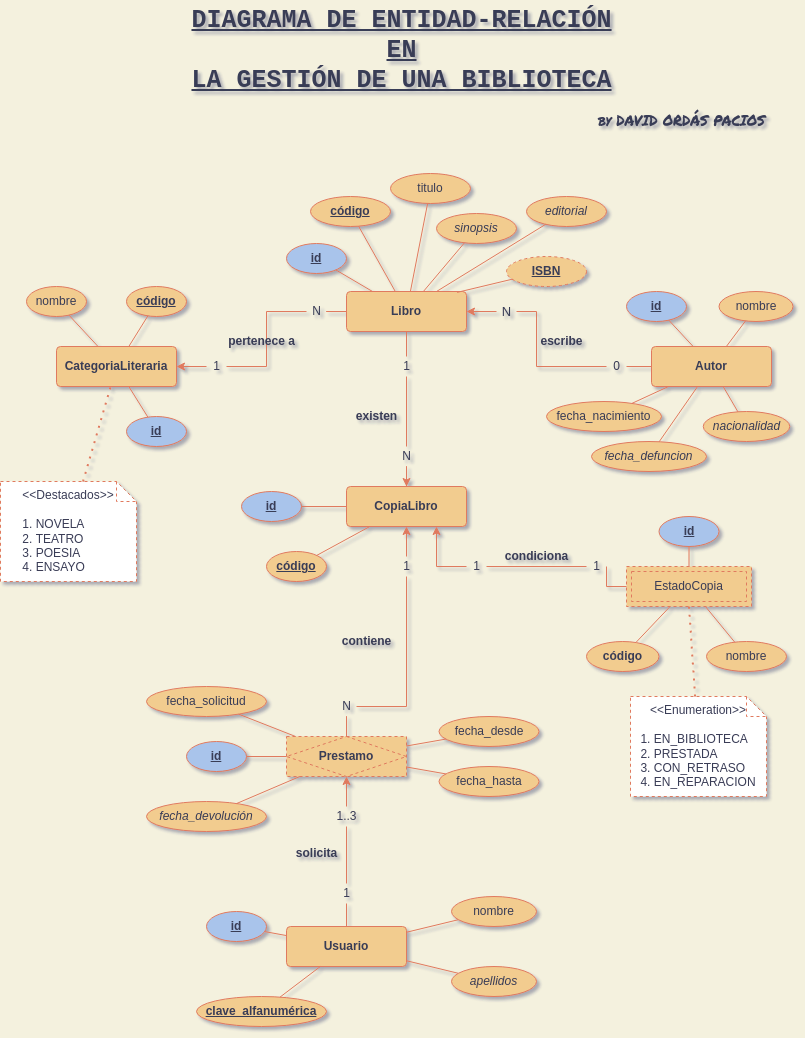 DIAGRAMA DE ENTIDAD-RELACIÓN
EN
LA GESTIÓN DE UNA BIBLIOTECA
BY DAVID ORDÁS PACIOS
titulo
código
editorial
sinopsis
id
ISBN
nombre
código
Libro
N
N
id
nombre
pertenece a
escribe
CategoriaLiteraria
1
1
0
Autor
existen
fecha_nacimiento
nacionalidad
id
fecha_defuncion
N
<<Destacados>>
1. NOVELA
2. TEATRO
3. POESIA
4. ENSAYO
id
CopiaLibro
id
condiciona
código
1
1
1
EstadoCopia
contiene
código
nombre
fecha_solicitud
N
<<Enumeration>>
1. EN_BIBLIOTECA
2. PRESTADA
3. CON_RETRASO
4. EN_REPARACION
fecha_desde
id
Prestamo
fecha_hasta
fecha_devolución
1..3
solicita
1
nombre
id
Usuario
apellidos
clave_alfanumérica